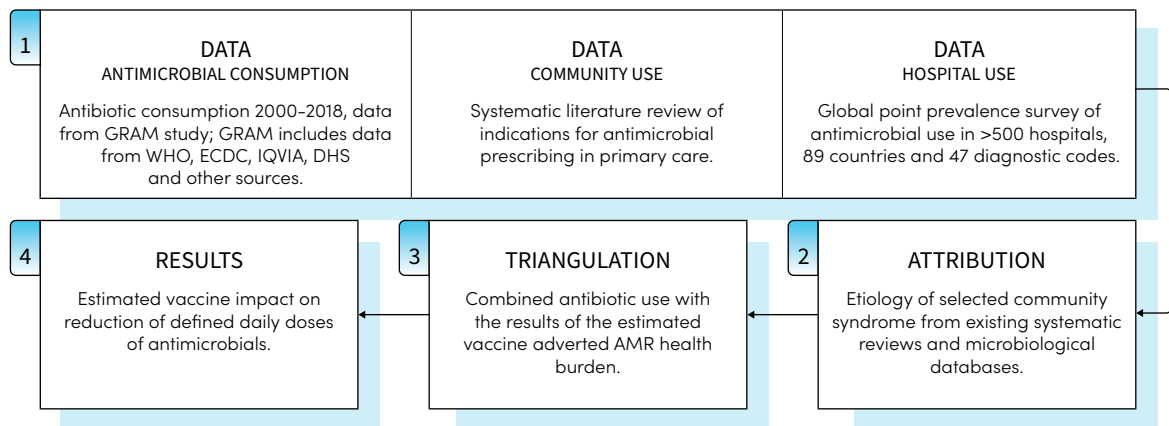 1
DATA
ANTIMICROBIAL CONSUMPTION
Antibiotic consumption 2000-2018, data
from GRAM study; GRAM includes data
from WHO, ECDC, IQVIA, DHS
and other sources.
DATA
COMMUNITY USE
Systematic literature review of
indications for antimicrobial
prescribing in primary care.
DATA
HOSPITAL USE
Global point prevalence survey of
antimicrobial use in >500 hospitals,
89 countries and 47 diagnostic codes.
2
ATTRIBUTION
Etiology of selected community
syndrome from existing systematic
reviews and microbiological
databases.
3
TRIANGULATION
Combined antibiotic use with
the results of the estimated
vaccine adverted AMR health
burden.
4
RESULTS
Estimated vaccine impact on
reduction of defined daily doses
of antimicrobials.